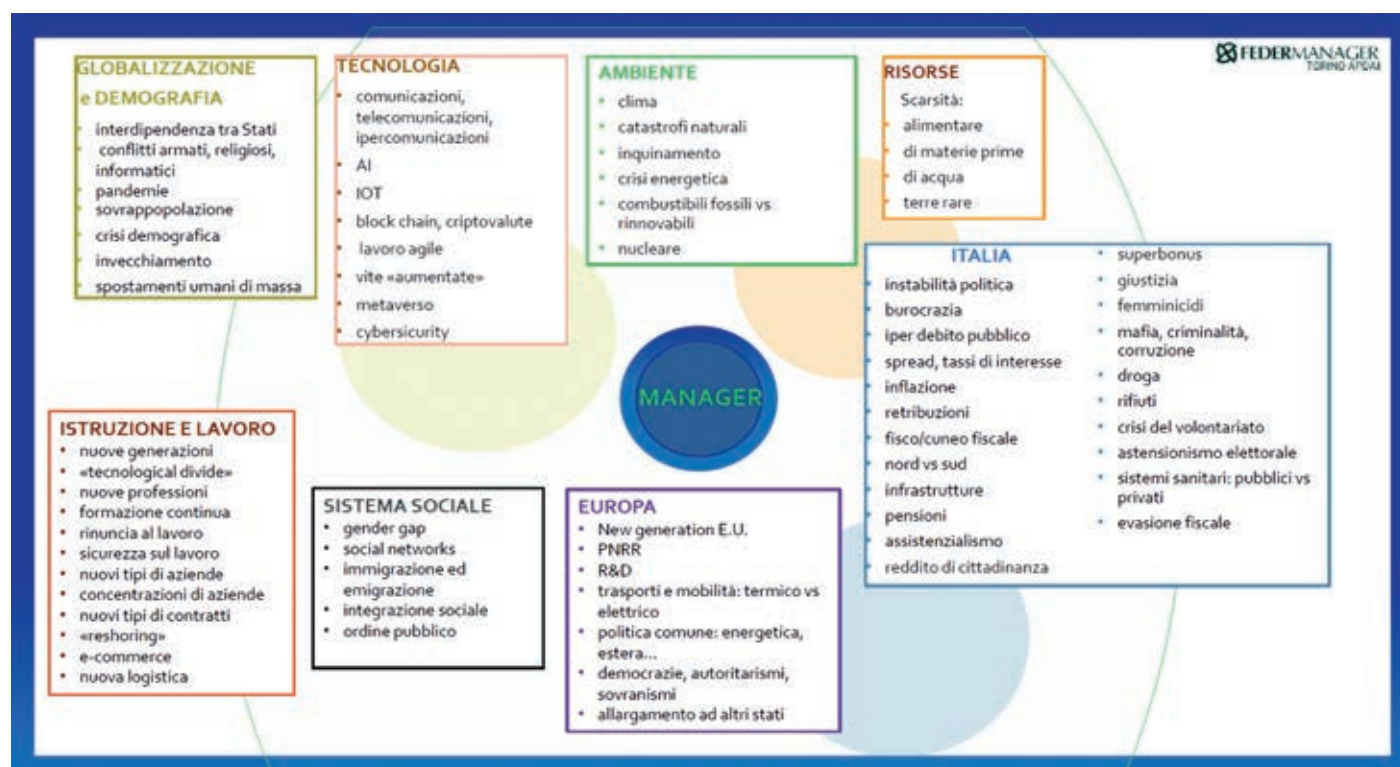 FEDERMANAGER
TORINO APDAI
GLOBALIZZAZIONE
e DEMOGRAFIA
interdipendenza tra Stati
conflitti armati, religiosi,
informatici
pandemie
sovrappopolazione
crisi demografica
invecchiamento
spostamenti umani di massa
TECNOLOGIA
• comunicazioni,
telecomunicazioni,
ipercomunicazioni
• AI
• IOT
• block chain, criptovalute
• lavoro agile
• vite «aumentate»
• metaverso
• cybersicurity
AMBIENTE
• clima
• catastrofi naturali
• inquinamento
• crisi energetica
• combustibili fossili vs
rinnovabili
• nucleare
RISORSE
Scarsità:
• alimentare
• di materie prime
• di acqua
• terre rare
ITALIA
• instabilità politica
• burocrazia
• iper debito pubblico
• spread, tassi di interesse
• inflazione
• retribuzioni
• fisco/cuneo fiscale
• nord vs sud
• infrastrutture
• pensioni
• assistenzialismo
• reddito di cittadinanza
• superbonus
• giustizia
• femminicidi
• mafia, criminalità,
corruzione
• droga
• rifiuti
• crisi del volontariato
• astensionismo elettorale
• sistemi sanitari: pubblici vs
privati
• evasione fiscale
MANAGER
ISTRUZIONE E LAVORO
• nuove generazioni
• «tecnological divide»
• nuove professioni
• formazione continua
• rinuncia al lavoro
• sicurezza sul lavoro
• nuovi tipi di aziende
• concentrazioni di aziende
• nuovi tipi di contratti
• «reshoring»
• e-commerce
• nuova logistica
SISTEMA SOCIALE
• gender gap
• social networks
• immigrazione ed
emigrazione
• integrazione sociale
• ordine pubblico
EUROPA
• New generation E.U.
• PNRR
• R&D
• trasporti e mobilità: termico vs
elettrico
• politica comune: energetica,
estera...
• democrazie, autoritarismi,
sovranismi
• allargamento ad altri stati